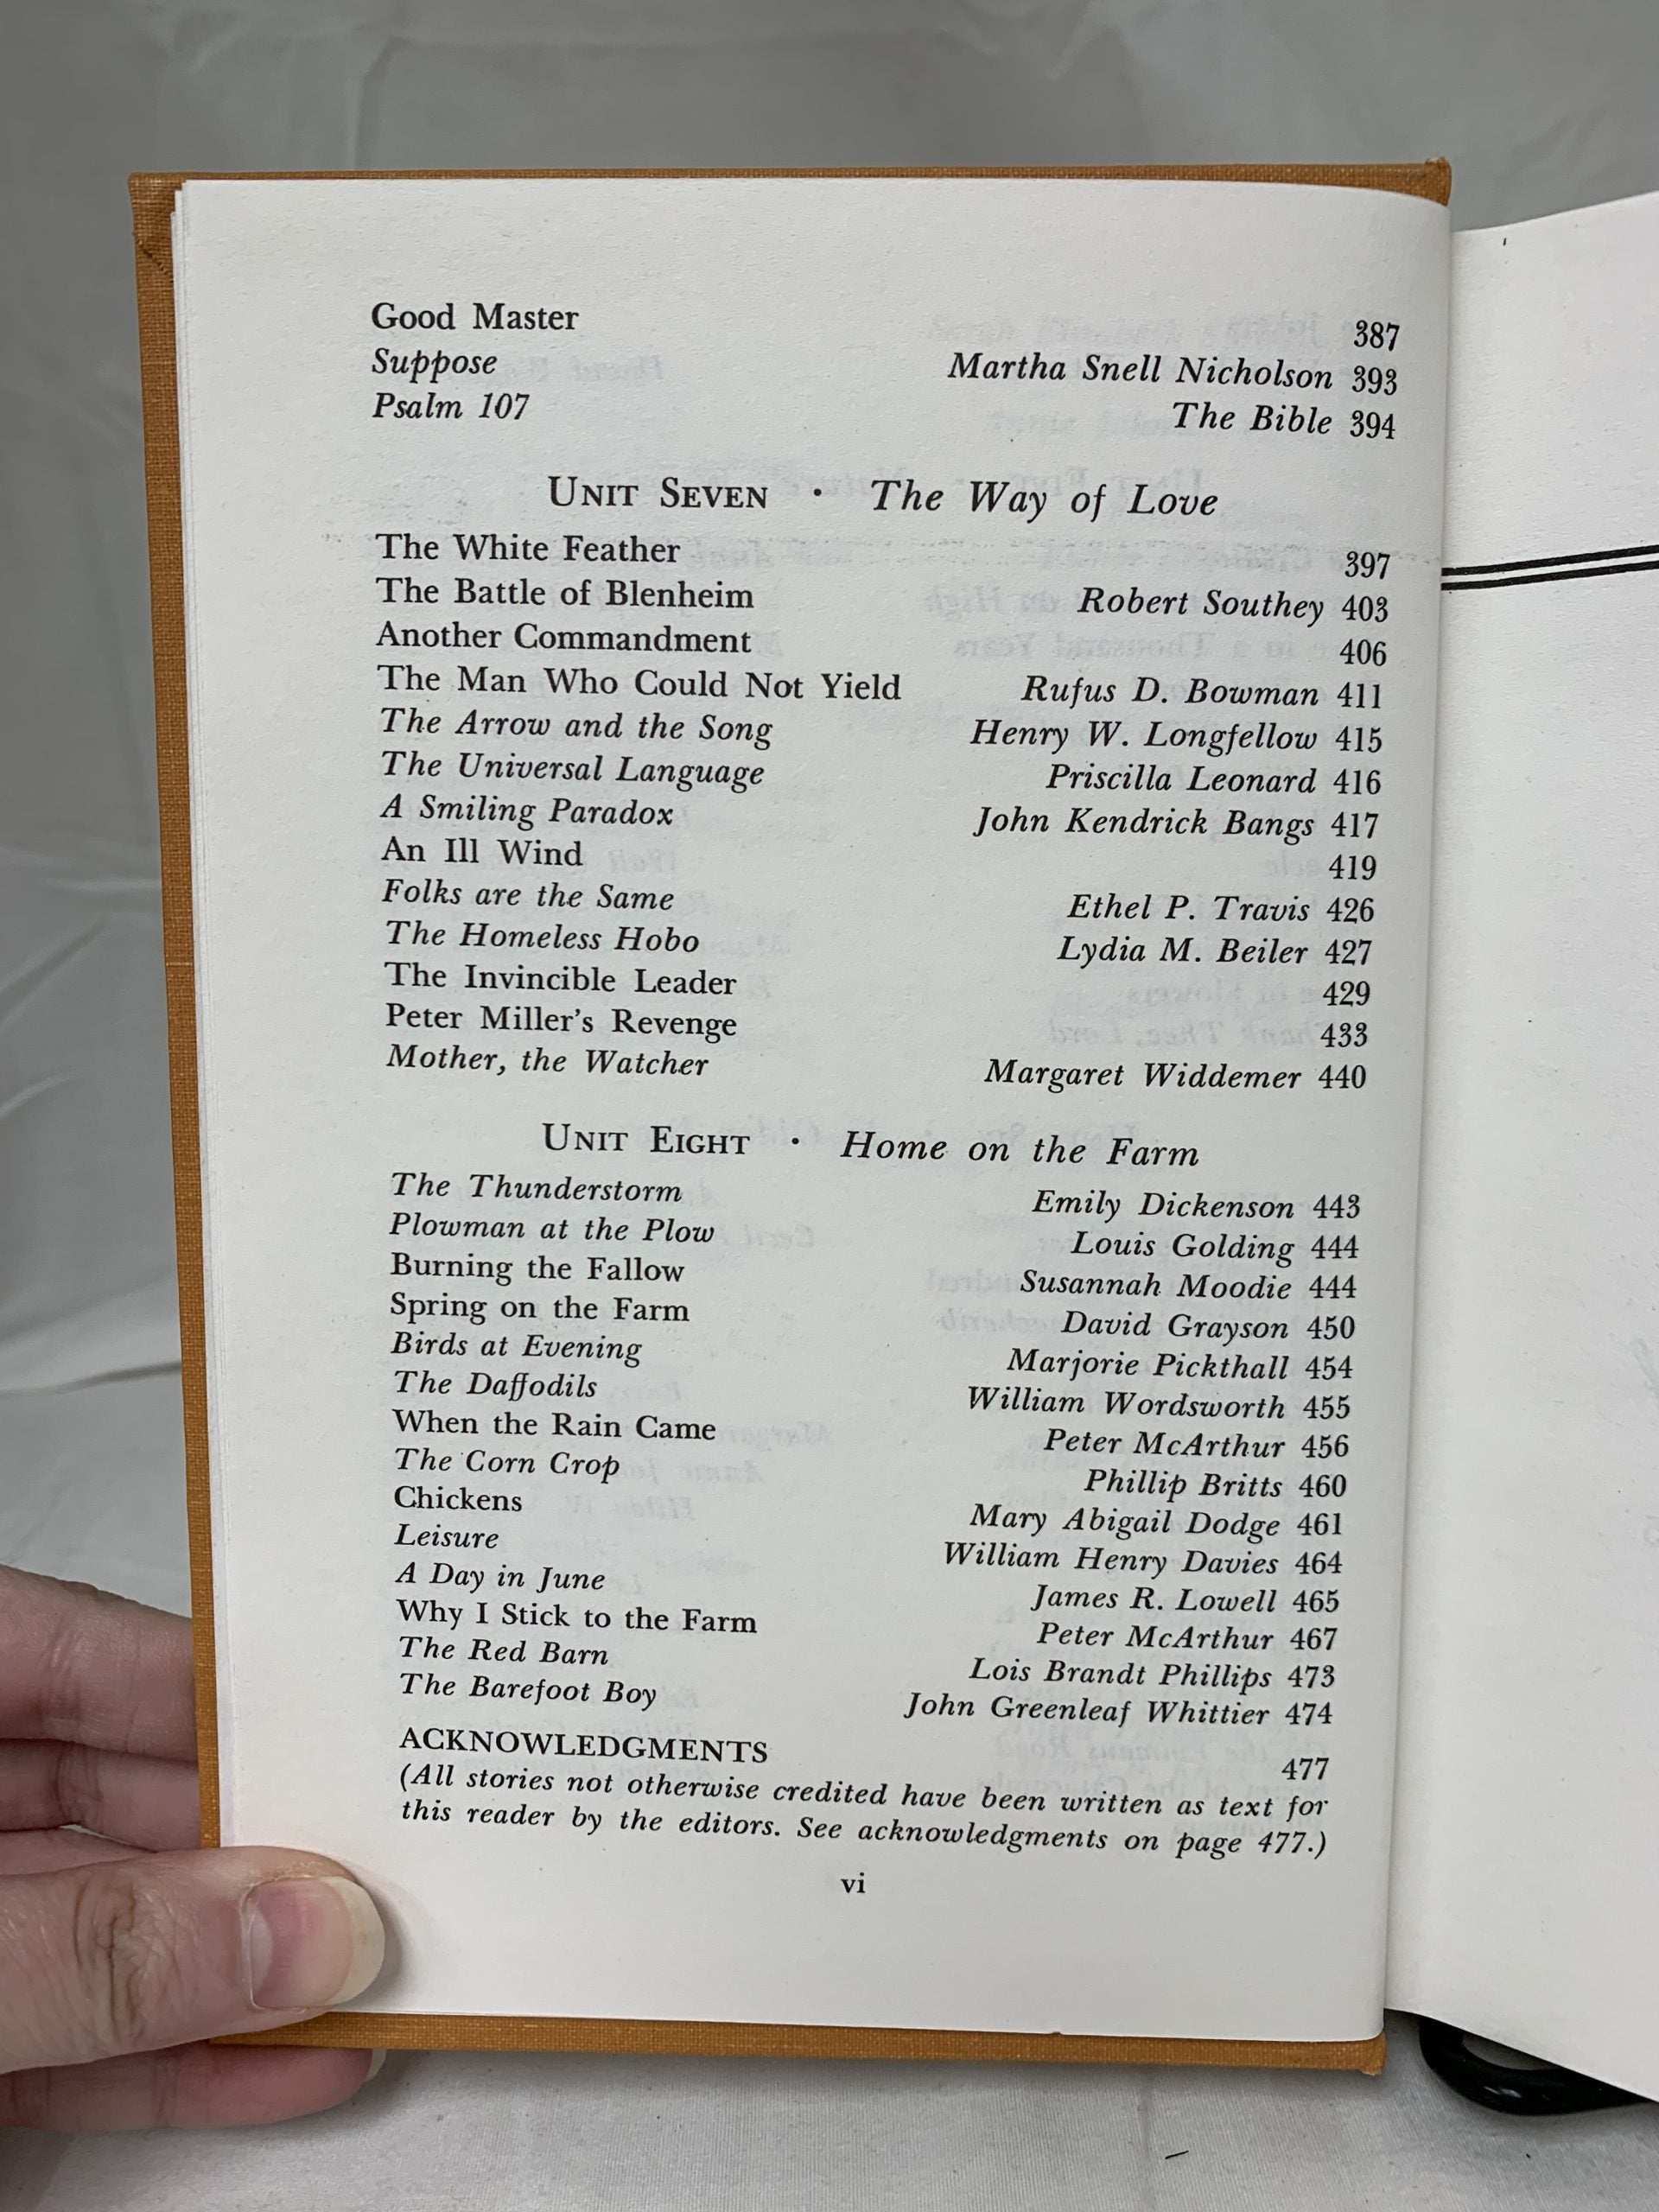 Good Master 387
Suppose Martha Snell Nicholson 393
Psalm 107 The Bible 394
UNIT SEVEN · The Way of Love
The White Feather 397
The Battle of Blenheim Robert Southey 403
Another Commandment 406
The Man Who Could Not Yield Rufus D. Bowman 411
The Arrow and the Song Henry W. Longfellow 415
The Universal Language Priscilla Leonard 416
A Smiling Paradox John Kendrick Bangs 417
An Ill Wind 419
Folks are the Same Ethel P. Travis 426
The Homeless Hobo Lydia M. Beiler 427
The Invincible Leader 429
Peter Miller's Revenge 433
Mother, the Watcher Margaret Widdemer 440
UNIT EIGHT · Home on the Farm
The Thunderstorm Emily Dickenson 443
Plowman at the Plow Louis Golding 444
Burning the Fallow Susannah Moodie 444
Spring on the Farm David Grayson 450
Birds at Evening Marjorie Pickthall 454
The Daffodils William Wordsworth 455
When the Rain Came Peter McArthur 456
The Corn Crop Phillip Britts 460
Chickens Mary Abigail Dodge 461
Leisure William Henry Davies 464
A Day in June James R. Lowell 465
Why I Stick to the Farm Peter McArthur 467
The Red Barn Lois Brandt Phillips 473
The Barefoot Boy John Greenleaf Whittier 474
ACKNOWLEDGMENTS 477
(All stories not otherwise credited have been written as text for
this reader by the editors. See acknowledgments on page 477.)
vi